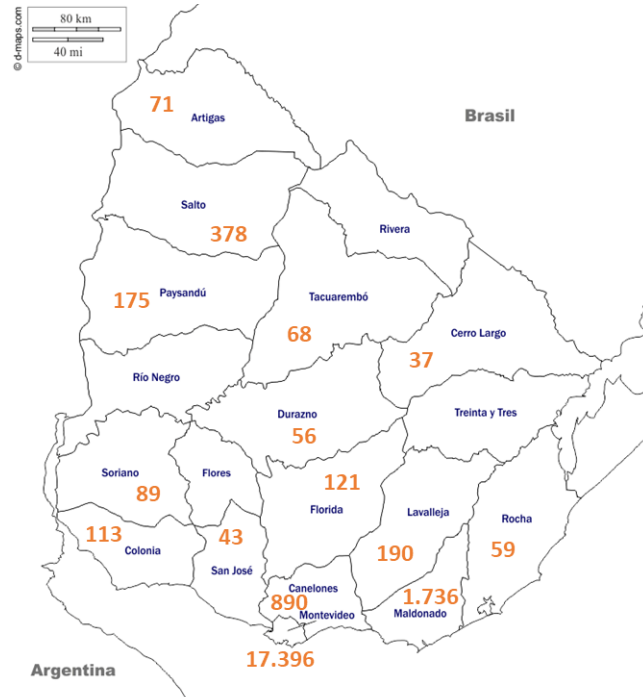 80 km
40 mi
© d-maps.com
71
Artigas
Brasil
Salto
378
Rivera
175
Paysandú
Tacuarembó
68
Cerro Largo
37
Río Negro
Treinta y Tres
Durazno
56
Soriano
89
Flores
121
Florida
Lavalleja
190
Rocha
59
113
Colonia
43
San José
Canelones
890
Montevideo
1.736
Maldonado
17.396
Argentina